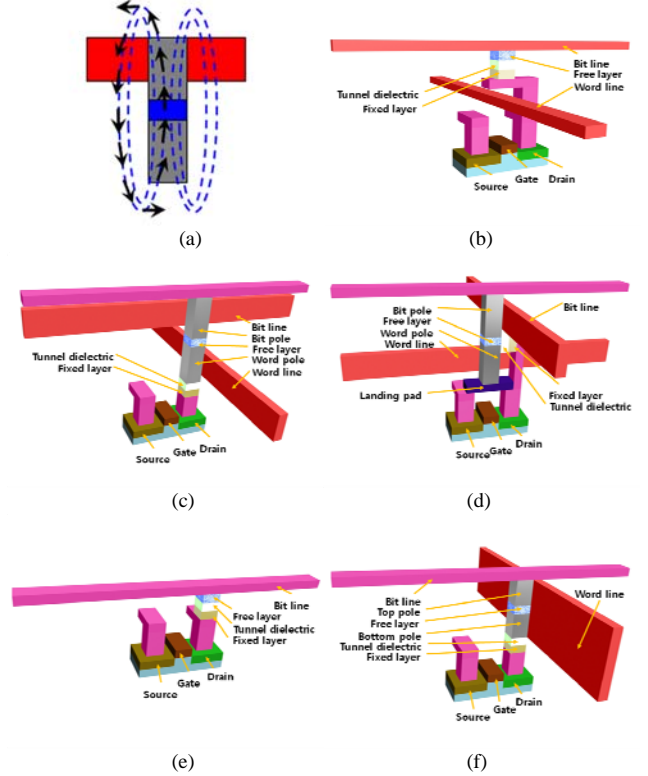 (a)
Bit line
Free layer
Word line
Tunnel dielectric
Fixed layer
Source
Gate
Drain
(b)
Bit line
Bit pole
Free layer
Word pole
Word line
Tunnel dielectric
Fixed layer
Source
Gate
Drain
(c)
Bit pole
Free layer
Word pole
Word line
Bit line
Landing pad
Fixed layer
Tunnel dielectric
Source
Gate
Drain
(d)
Bit line
Free layer
Tunnel dielectric
Fixed layer
Source
Gate
Drain
(e)
Bit line
Top pole
Free layer
Bottom pole
Tunnel dielectric
Fixed layer
Word line
Source
Gate
Drain
(f)